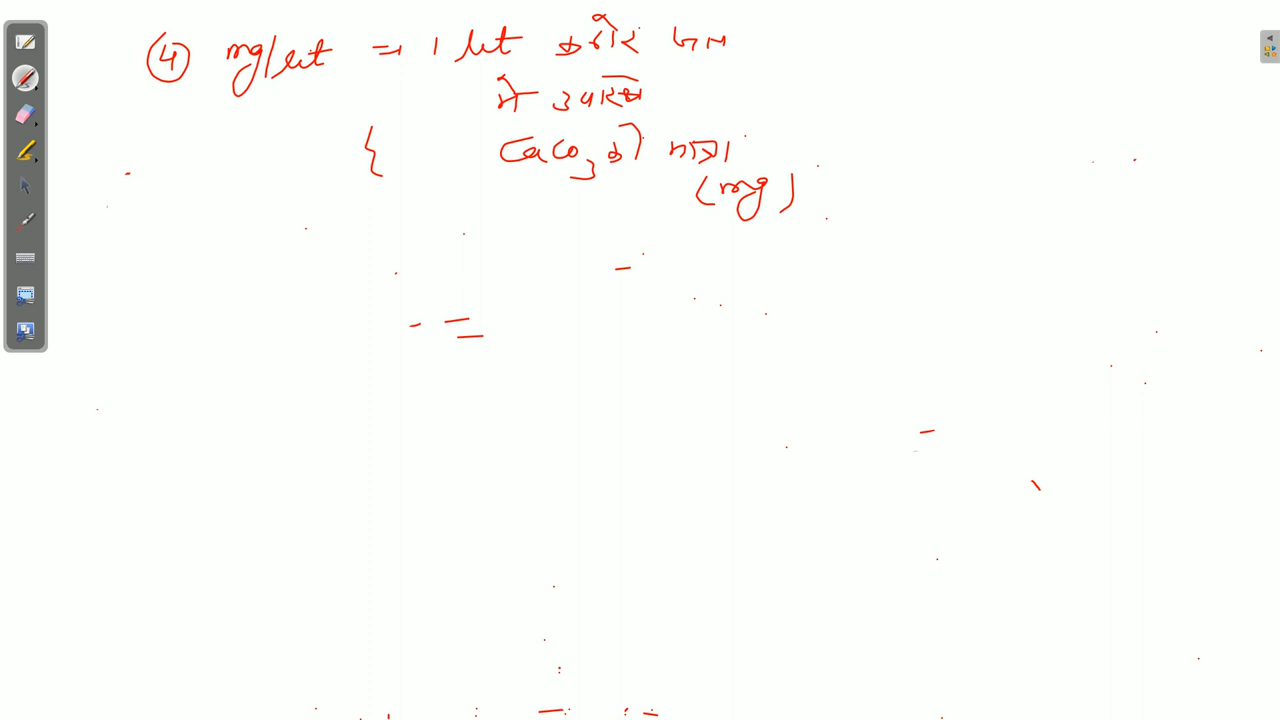 ④ mg/lit = 1 lit कठोर जल
में उपस्थित
{ CaCO3 की मात्रा
(mg)